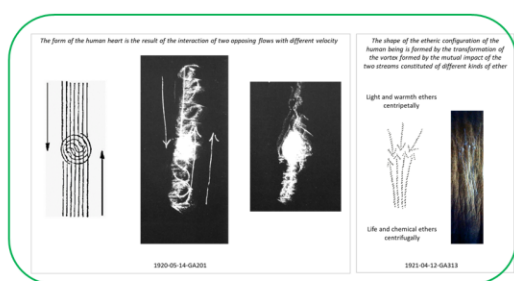 The form of the human heart is the result of the interaction of two opposing flows with different velocity
1920-05-14-GA201
The shape of the etheric configuration of the
human being is formed by the transformation of
the vortex formed by the mutual impact of the
two streams constituted of different kinds of ether
Light and warmth ethers
centripetally
Life and chemical ethers
centrifugally
1921-04-12-GA313